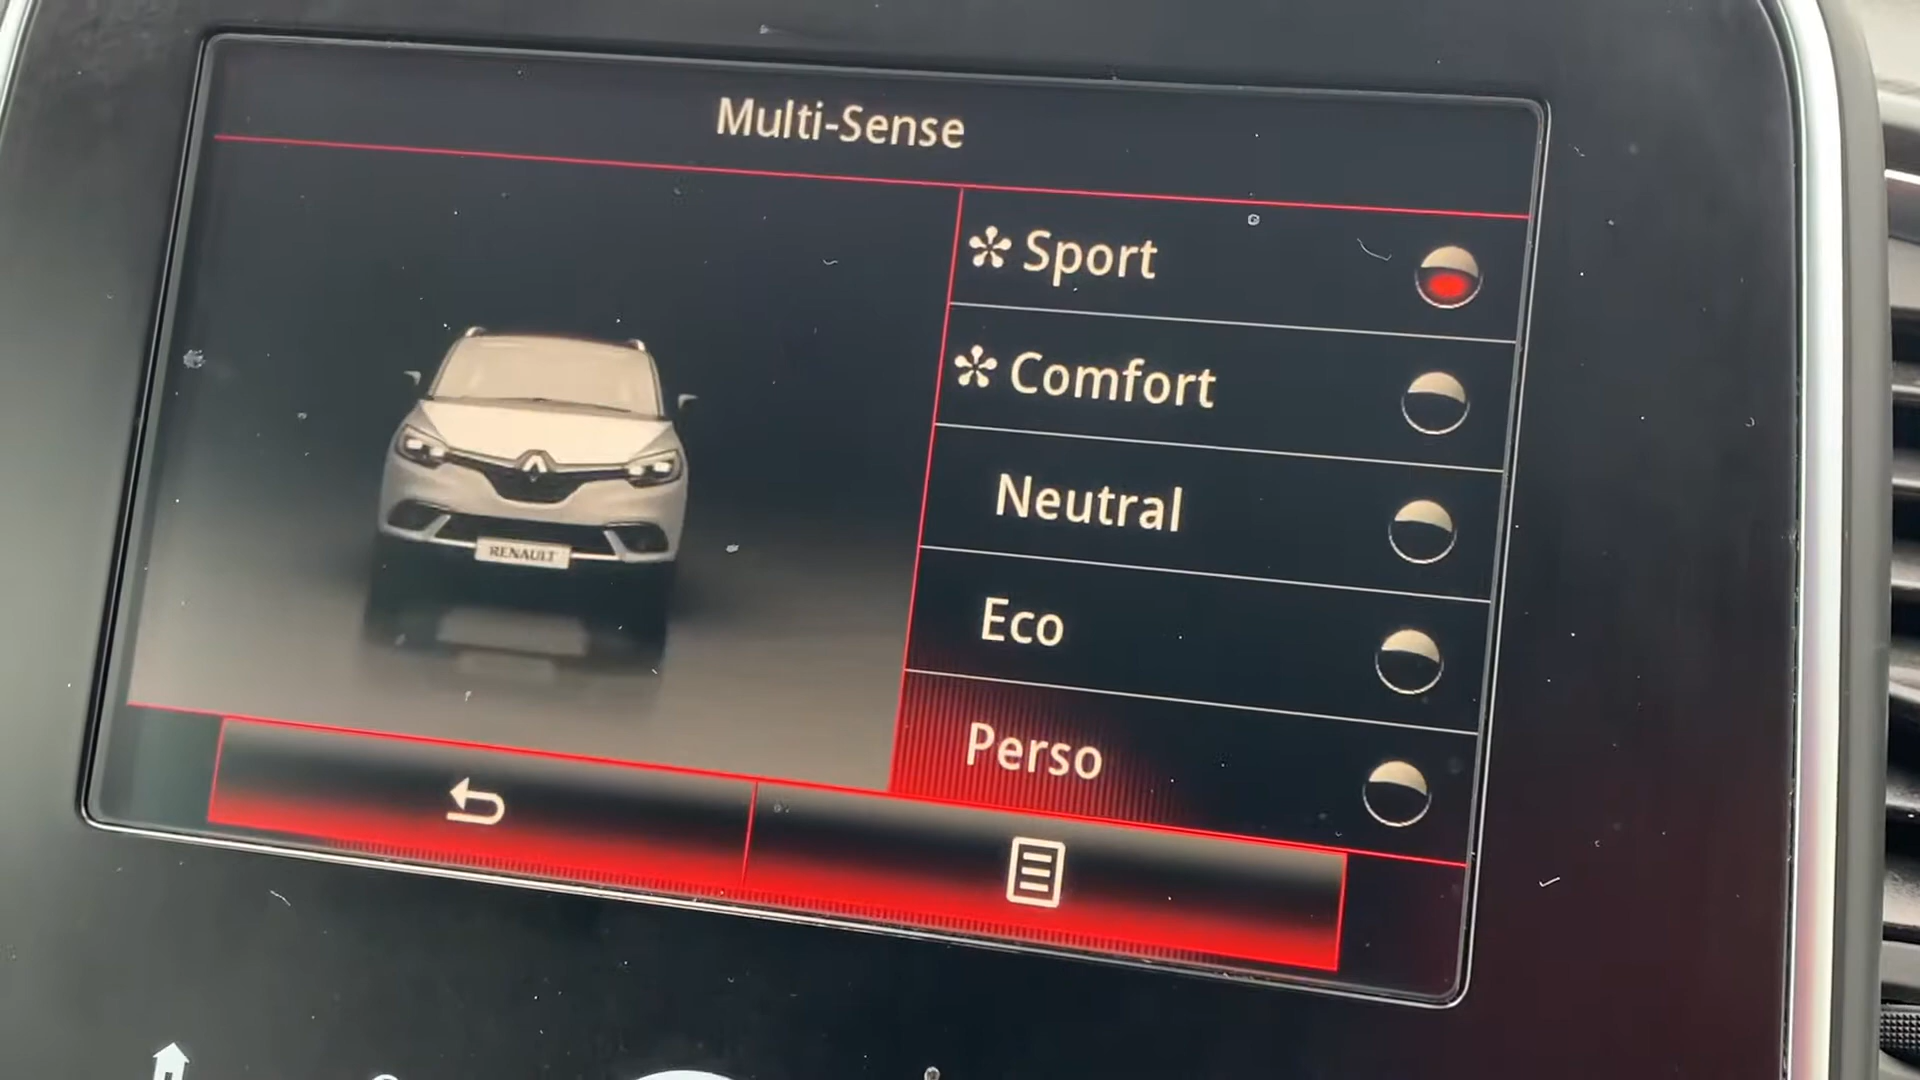 Multi-Sense
Sport
Comfort
Neutral
Eco
Perso
RENAULT